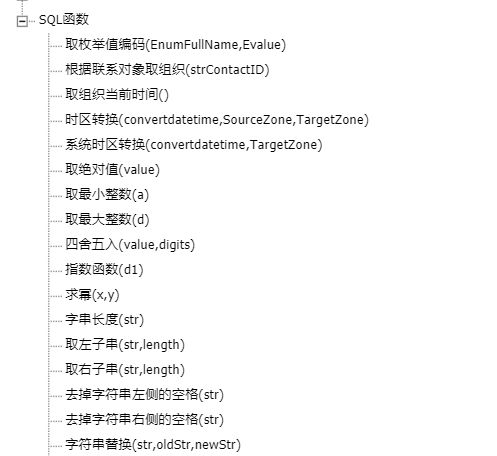 SQL函数
取枚举值编码(EnumFullName,Evalue)
根据联系对象取组织(strContactID)
取组织当前时间()
时区转换(convertdatetime,SourceZone,TargetZone)
系统时区转换(convertdatetime,TargetZone)
取绝对值(value)
取最小整数(a)
取最大整数(d)
四舍五入(value,digits)
指数函数(d1)
求幂(x,y)
字串长度(str)
取左子串(str,length)
取右子串(str,length)
去掉字符串左侧的空格(str)
去掉字符串右侧的空格(str)
字符串替换(str,oldStr,newStr)